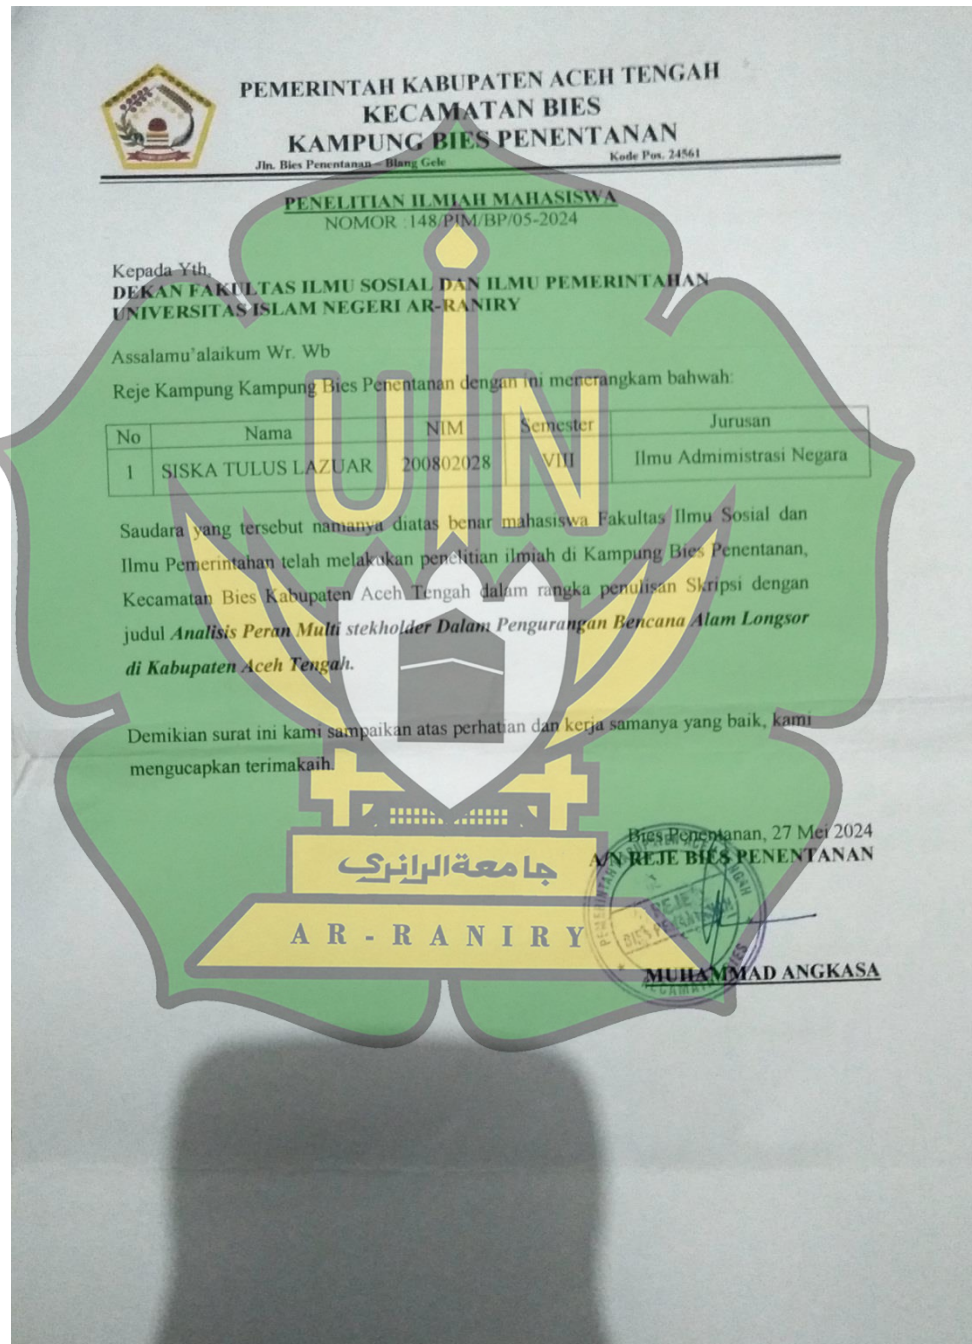 PEMERINTAH KABUPATEN ACEH TENGAH
KECAMATAN BIES
KAMPUNG BIES PENENTANAN
Jln. Bies Penentanan – Blang Gele Kode Pos. 24561
PENELITIAN ILMIAH MAHASISWA
NOMOR :148/PIM/BP/05-2024
Kepada Yth.
DEKAN FAKULTAS ILMU SOSIAL DAN ILMU PEMERINTAHAN
UNIVERSITAS ISLAM NEGERI AR-RANIRY
Assalamu'alaikum Wr. Wb
Reje Kampung Kampung Bies Penentanan dengan ini menerangkam bahwah:
No Nama NIM Semester Jurusan
1 SISKA TULUS LAZUAR 200802028 VIII Ilmu Admimistrasi Negara
Saudara yang tersebut namanya diatas benar mahasiswa Fakultas Ilmu Sosial dan
Ilmu Pemerintahan telah melakukan penelitian ilmiah di Kampung Bies Penentanan,
Kecamatan Bies Kabupaten Aceh Tengah dalam rangka penulisan Skripsi dengan
judul Analisis Peran Multi stekholder Dalam Pengurangan Bencana Alam Longsor
di Kabupaten Aceh Tengah.
Demikian surat ini kami sampaikan atas perhatian dan kerja samanya yang baik, kami
mengucapkan terimakaih.
Bies Penentanan, 27 Mei 2024
A/N REJE BIES PENENTANAN
MUHAMMAD ANGKASA
UIN
جامعةالرانري
AR-RANIRY